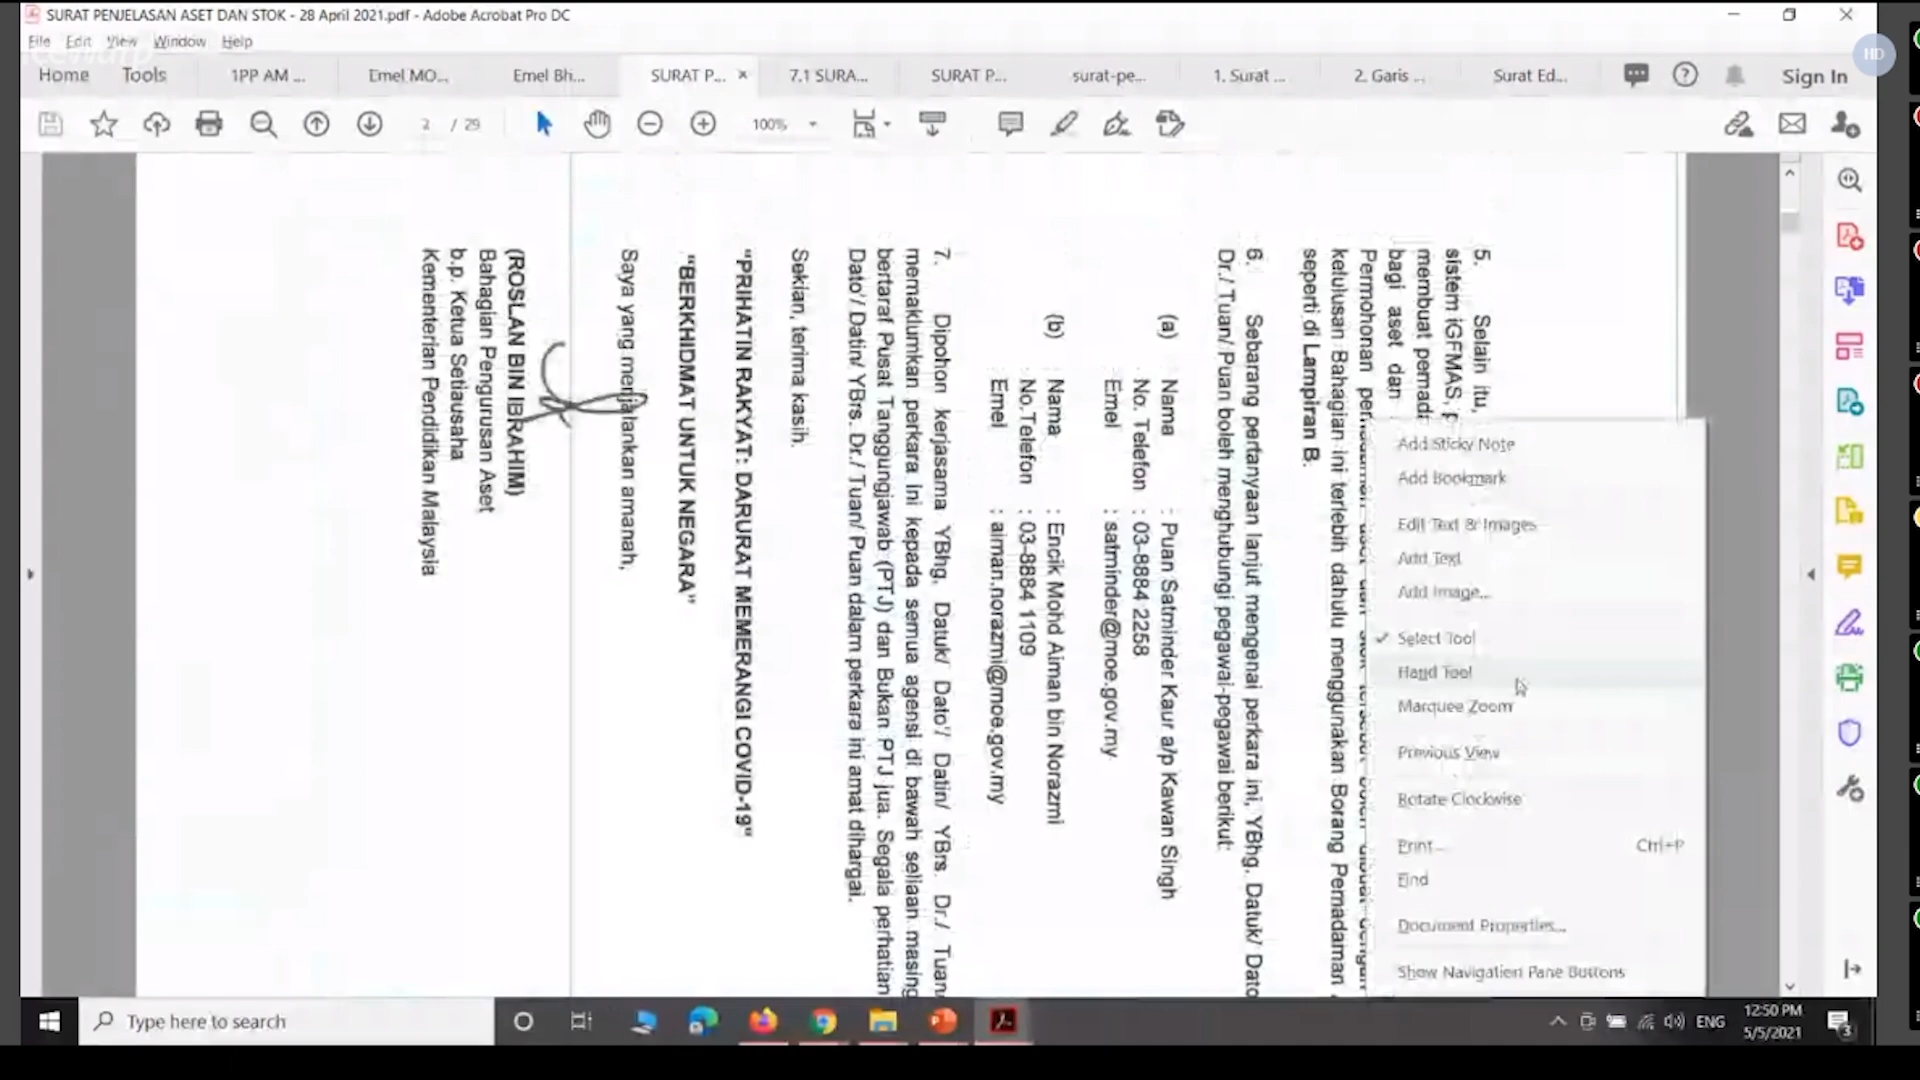 SURAT PENJELASAN ASET DAN STOK - 28 April 2021.pdf - Adobe Acrobat Pro DC
File Edit View Window Help
HD
Home Tools 1PP AM ... Emel MO... Emel Bh... SURAT P... × 7.1 SURA... SURAT P... surat-pe... 1. Surat ... 2. Garis ... Surat Ed... Sign In
2 / 29 100%
5. Selain itu,
sistem iGFMAS, p
membuat pemad
bagi aset dan
Permohonan
kelulusan Bahagian ini terlebih dahulu menggunakan Borang Pemadaman
seperti di Lampiran B.
6. Sebarang pertanyaan lanjut mengenai perkara ini, YBhg. Datuk/ Dato
Dr./ Tuan/ Puan boleh menghubungi pegawai-pegawai berikut:
(a) Nama : Puan Satminder Kaur a/p Kawan Singh
No. Telefon : 03-8884 2258
Emel : satminder@moe.gov.my
(b) Nama : Encik Mohd Aiman bin Norazmi
No.Telefon : 03-8884 1109
Emel : aiman.norazmi@moe.gov.my
7. Dipohon kerjasama YBhg. Datuk/ Dato'/ Datin/ YBrs. Dr./ Tuan/
memaklumkan perkara ini kepada semua agensi di bawah seliaan masing
bertaraf Pusat Tanggungjawab (PTJ) dan Bukan PTJ jua. Segala perhatian
Dato'/ Datin/ YBrs. Dr./ Tuan/ Puan dalam perkara ini amat dihargai.
Sekian, terima kasih.
"PRIHATIN RAKYAT: DARURAT MEMERANGI COVID-19"
"BERKHIDMAT UNTUK NEGARA"
Saya yang menjalankan amanah,
(ROSLAN BIN IBRAHIM)
Bahagian Pengurusan Aset
b.p. Ketua Setiausaha
Kementerian Pendidikan Malaysia
Add Sticky Note
Add Bookmark
Edit Text & Images
Add Text
Add Image...
Select Tool
Hand Tool
Marquee Zoom
Previous View
Rotate Clockwise
Print... Ctrl+P
Find
Document Properties...
Show Navigation Pane Buttons
Type here to search
ENG
12:50 PM
5/5/2021
3